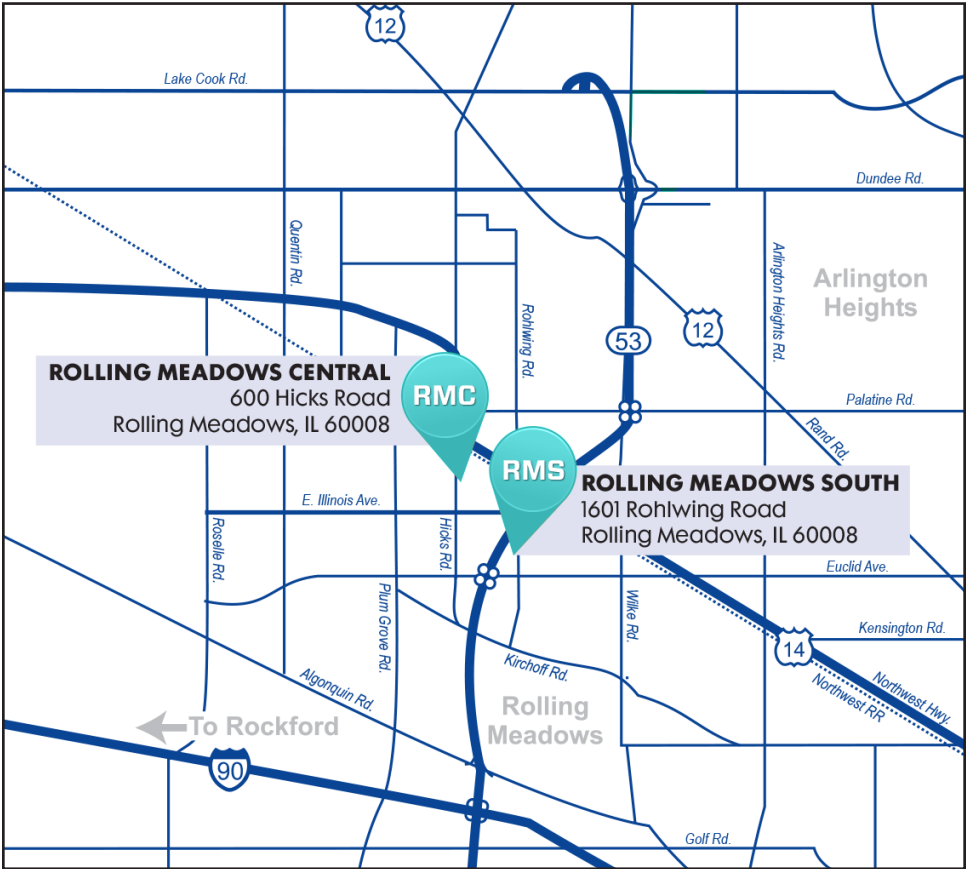 12
Lake Cook Rd.
Dundee Rd.
Quentin Rd.
Arlington Heights Rd.
Arlington
Heights
Rohlwing Rd.
53
12
ROLLING MEADOWS CENTRAL
600 Hicks Road
Rolling Meadows, IL 60008
RMC
Palatine Rd.
Rand Rd.
RMS
ROLLING MEADOWS SOUTH
1601 Rohlwing Road
Rolling Meadows, IL 60008
E. Illinois Ave.
Roselle Rd.
Hicks Rd.
Euclid Ave.
Plum Grove Rd.
Wilke Rd.
Kensington Rd.
14
Kirchoff Rd.
Algonquin Rd.
Northwest Hwy.
Northwest RR
Rolling
Meadows
To Rockford
90
Golf Rd.